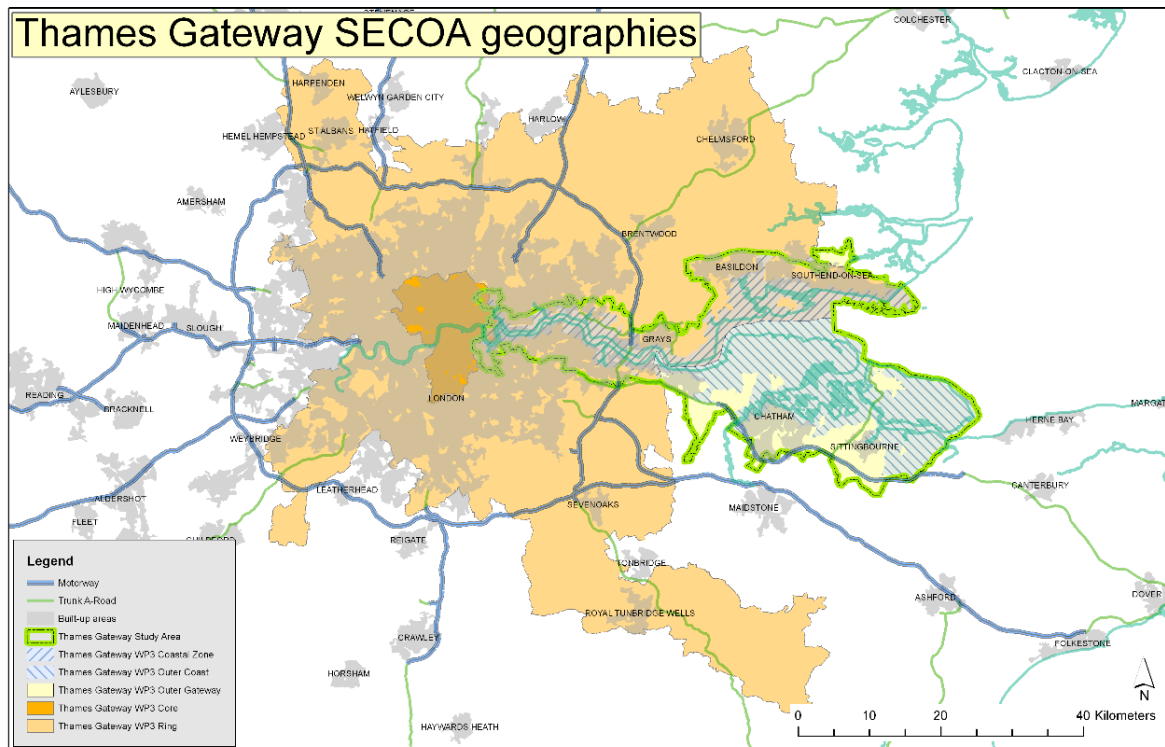 Thames Gateway SECOA geographies
COLCHESTER
CLACTON-ON-SEA
AYLESBURY
HARPENDEN
WELWYN GARDEN CITY
HARLOW
HEMEL HEMPSTEAD
ST ALBANS
HATFIELD
CHELMSFORD
AMERSHAM
BRENTWOOD
BASILDON
SOUTHEND-ON-SEA
HIGH WYCOMBE
MAIDENHEAD
SLOUGH
GRAYS
READING
BRACKNELL
LONDON
CHATHAM
HERNE BAY
MARGAT
WEYBRIDGE
SITTINGBOURNE
ALDERSHOT
LEATHERHEAD
CANTERBURY
FLEET
SEVENOAKS
MAIDSTONE
REIGATE
TONBRIDGE
ASHFORD
DOVER
ROYAL TUNBRIDGE WELLS
CRAWLEY
FOLKESTONE
HORSHAM
HAYWARDS HEATH
Legend
Motorway
Trunk A-Road
Built-up areas
Thames Gateway Study Area
Thames Gateway WP3 Coastal Zone
Thames Gateway WP3 Outer Coast
Thames Gateway WP3 Outer Gateway
Thames Gateway WP3 Core
Thames Gateway WP3 Ring
N
0 10 20 40 Kilometers